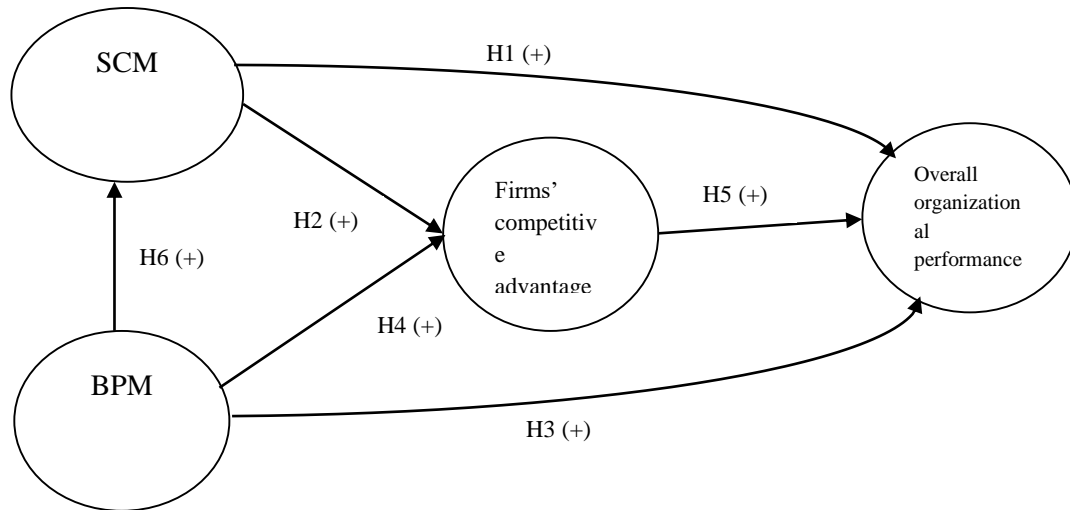 SCM
H1 (+)
Firms’
competitiv
e
advantage
H5 (+)
Overall
organization
al
performance
H2 (+)
H6 (+)
H4 (+)
BPM
H3 (+)